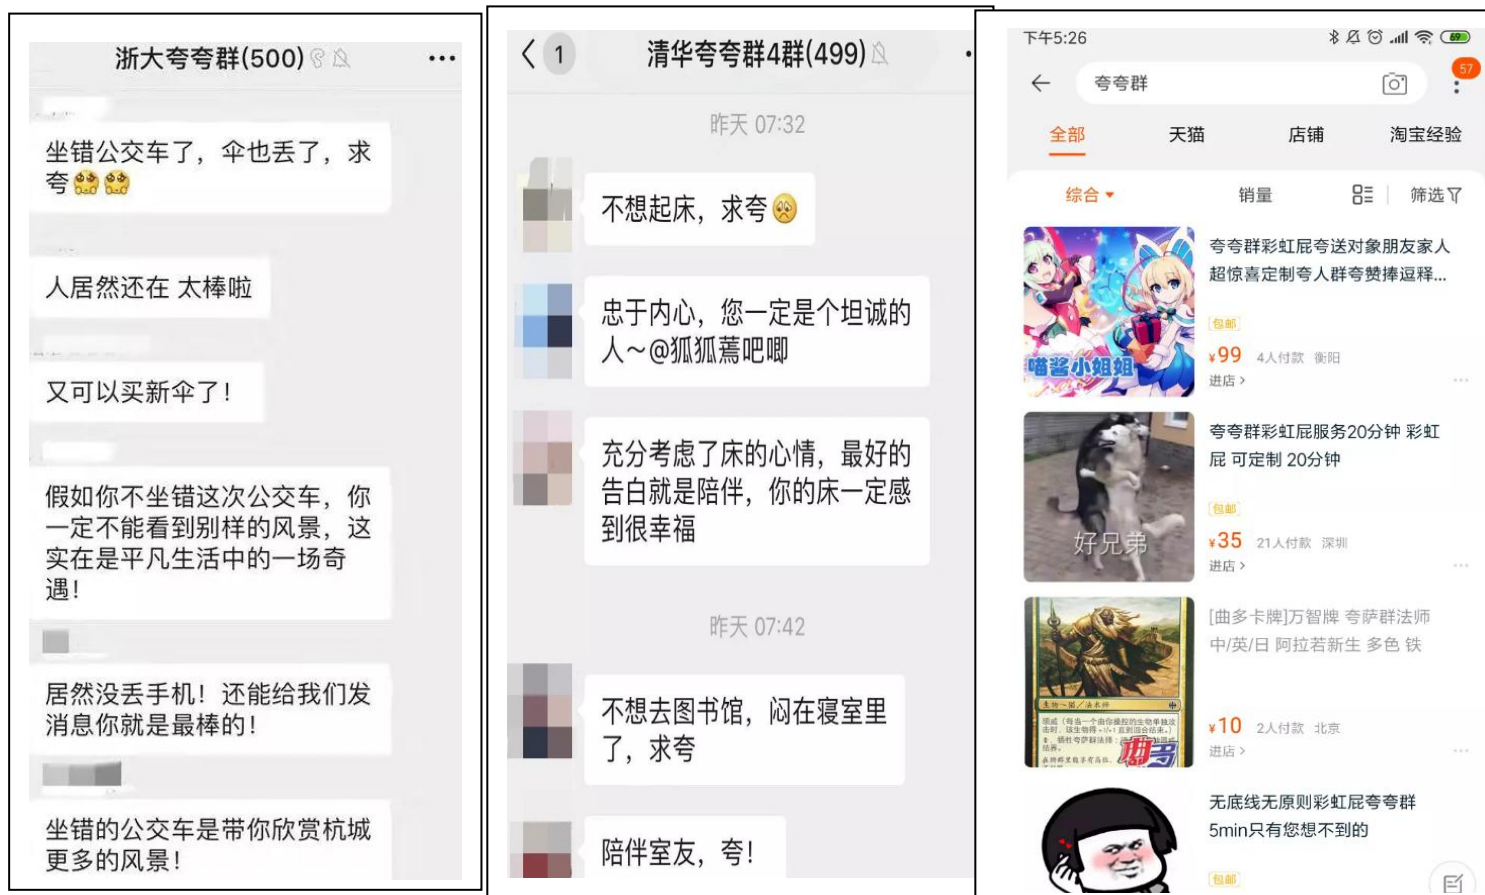 浙大夸夸群(500)
坐错公交车了，伞也丢了，求
夸
人居然还在 太棒啦
又可以买新伞了！
假如你不坐错这次公交车，你
一定不能看到别样的风景，这
实在是平凡生活中的一场奇
遇！
居然没丢手机！还能给我们发
消息你就是最棒的！
坐错的公交车是带你欣赏杭城
更多的风景！
1
清华夸夸群4群(499)
昨天 07:32
不想起床，求夸
忠于内心，您一定是个坦诚的
人～@狐狐蔫吧唧
充分考虑了床的心情，最好的
告白就是陪伴，你的床一定感
到很幸福
昨天 07:42
不想去图书馆，闷在寝室里
了，求夸
陪伴室友，夸！
下午5:26
69
夸夸群
57
全部 天猫 店铺 淘宝经验
综合 销量 筛选
夸夸群彩虹屁夸送对象朋友家人
超惊喜定制夸人群夸赞捧逗释...
包邮
¥99 4人付款 衡阳
进店
喵酱小姐姐
夸夸群彩虹屁服务20分钟 彩虹
屁 可定制 20分钟
包邮
¥35 21人付款 深圳
进店
好兄弟
[曲多卡牌]万智牌 夸萨群法师
中/英/日 阿拉若新生 多色 铁
¥10 2人付款 北京
进店
生物～猫／法术师
曲多
无底线无原则彩虹屁夸夸群
5min只有您想不到的
包邮